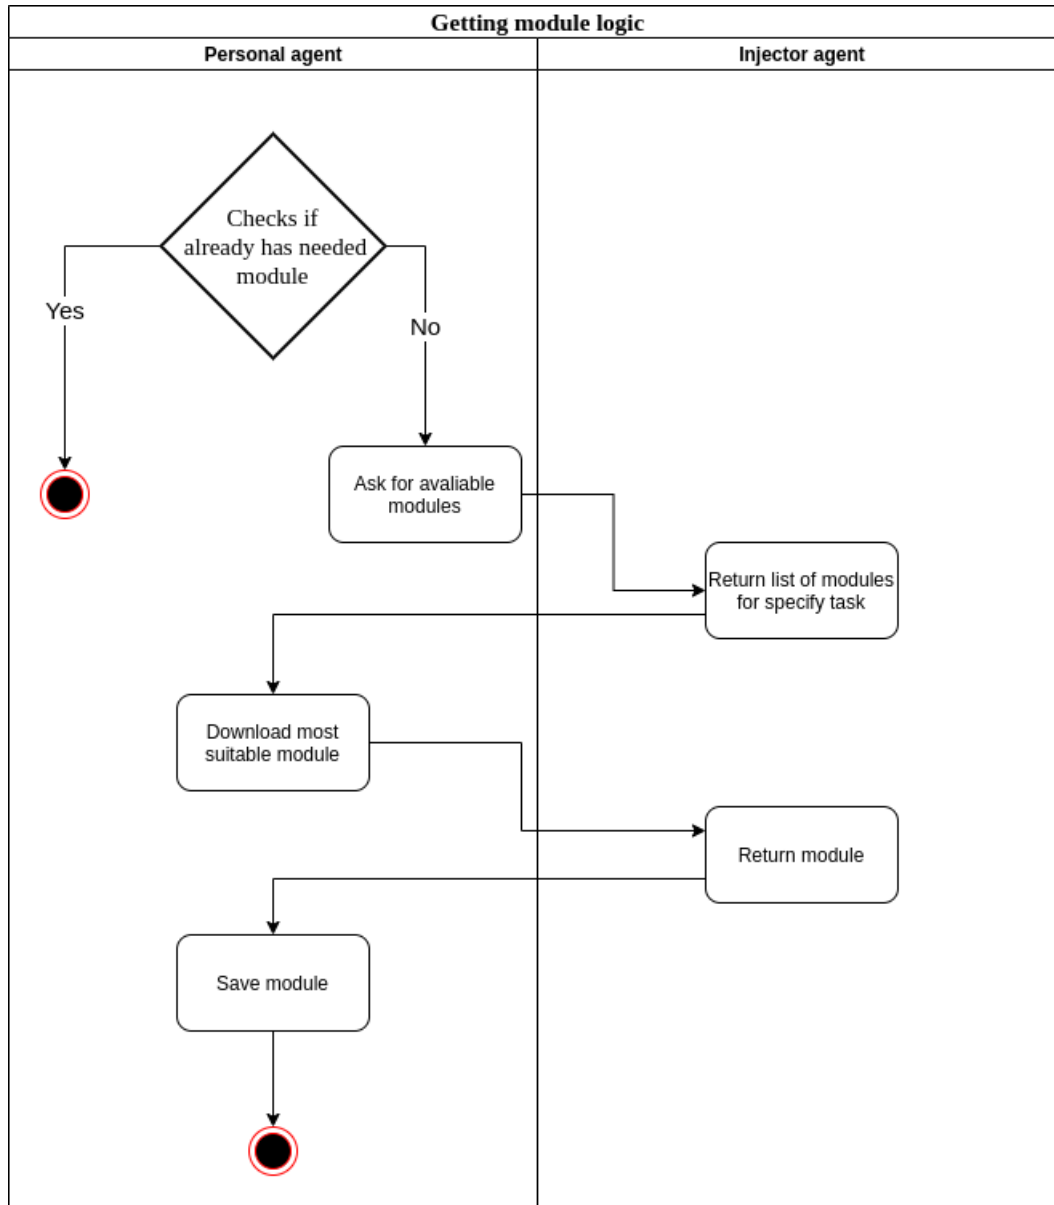 Getting module logic
Personal agent
Injector agent
Checks if
already has needed
module
Yes
No
Ask for avaliable
modules
Return list of modules
for specify task
Download most
suitable module
Return module
Save module